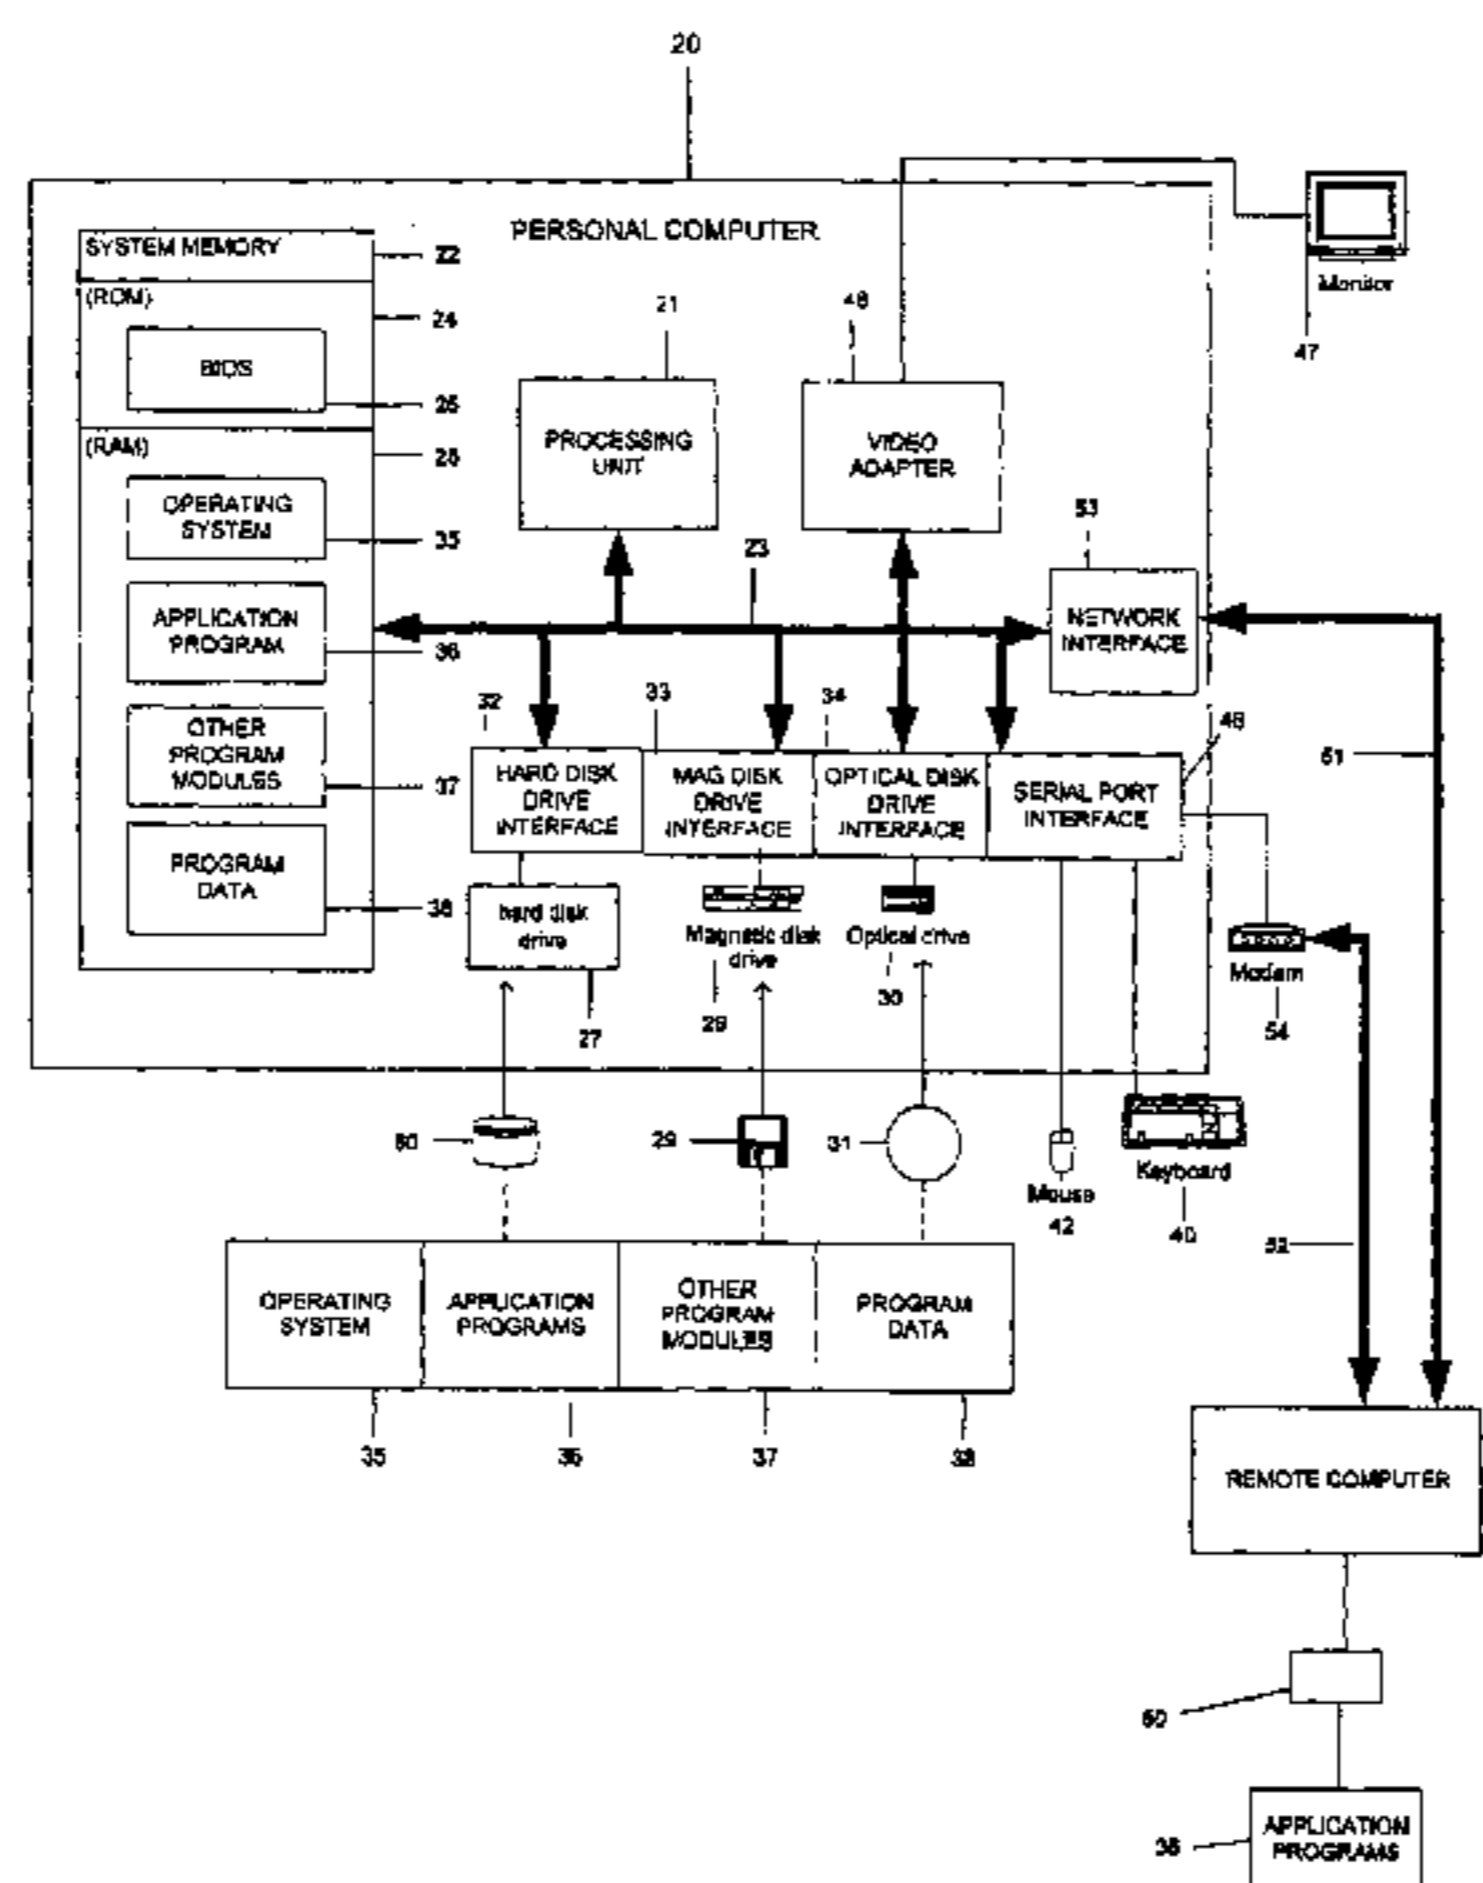 20
PERSONAL COMPUTER
SYSTEM MEMORY
22
(ROM)
24
BIOS
26
(RAM)
25
OPERATING
SYSTEM
35
APPLICATION
PROGRAM
36
OTHER
PROGRAM
MODULES
37
PROGRAM
DATA
38
21
PROCESSING
UNIT
48
VIDEO
ADAPTER
Monitor
47
23
53
NETWORK
INTERFACE
32
HARD DISK
DRIVE
INTERFACE
33
MAG DISK
DRIVE
INTERFACE
34
OPTICAL DISK
DRIVE
INTERFACE
SERIAL PORT
INTERFACE
46
51
hard disk
drive
27
Magnetic disk
drive
Optical drive
30
Modem
54
60
29
31
Mouse
42
Keyboard
40
52
OPERATING
SYSTEM
APPLICATION
PROGRAMS
OTHER
PROGRAM
MODULES
PROGRAM
DATA
35
36
37
38
REMOTE COMPUTER
APPLICATION
PROGRAMS
36